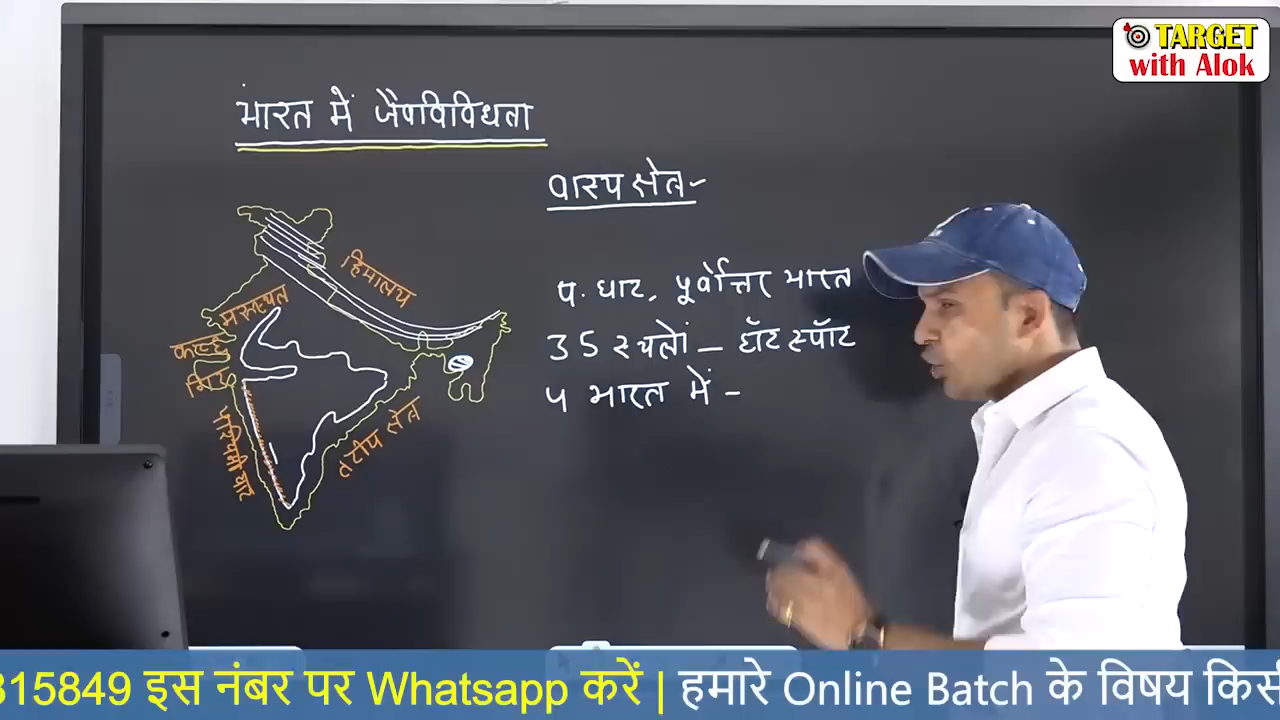 TARGET
with Alok
भारत में जैवविविधता
वास्प क्षेत्र-
हिमालय
मरुस्थल
कच्छ
गिर
पश्चिमी घाट
तटीय क्षेत्र
प. घाट, पूर्वोत्तर भारत
35 स्थलों - हॉट स्पॉट
4 भारत में -
815849 इस नंबर पर Whatsapp करें | हमारे Online Batch के विषय किसी